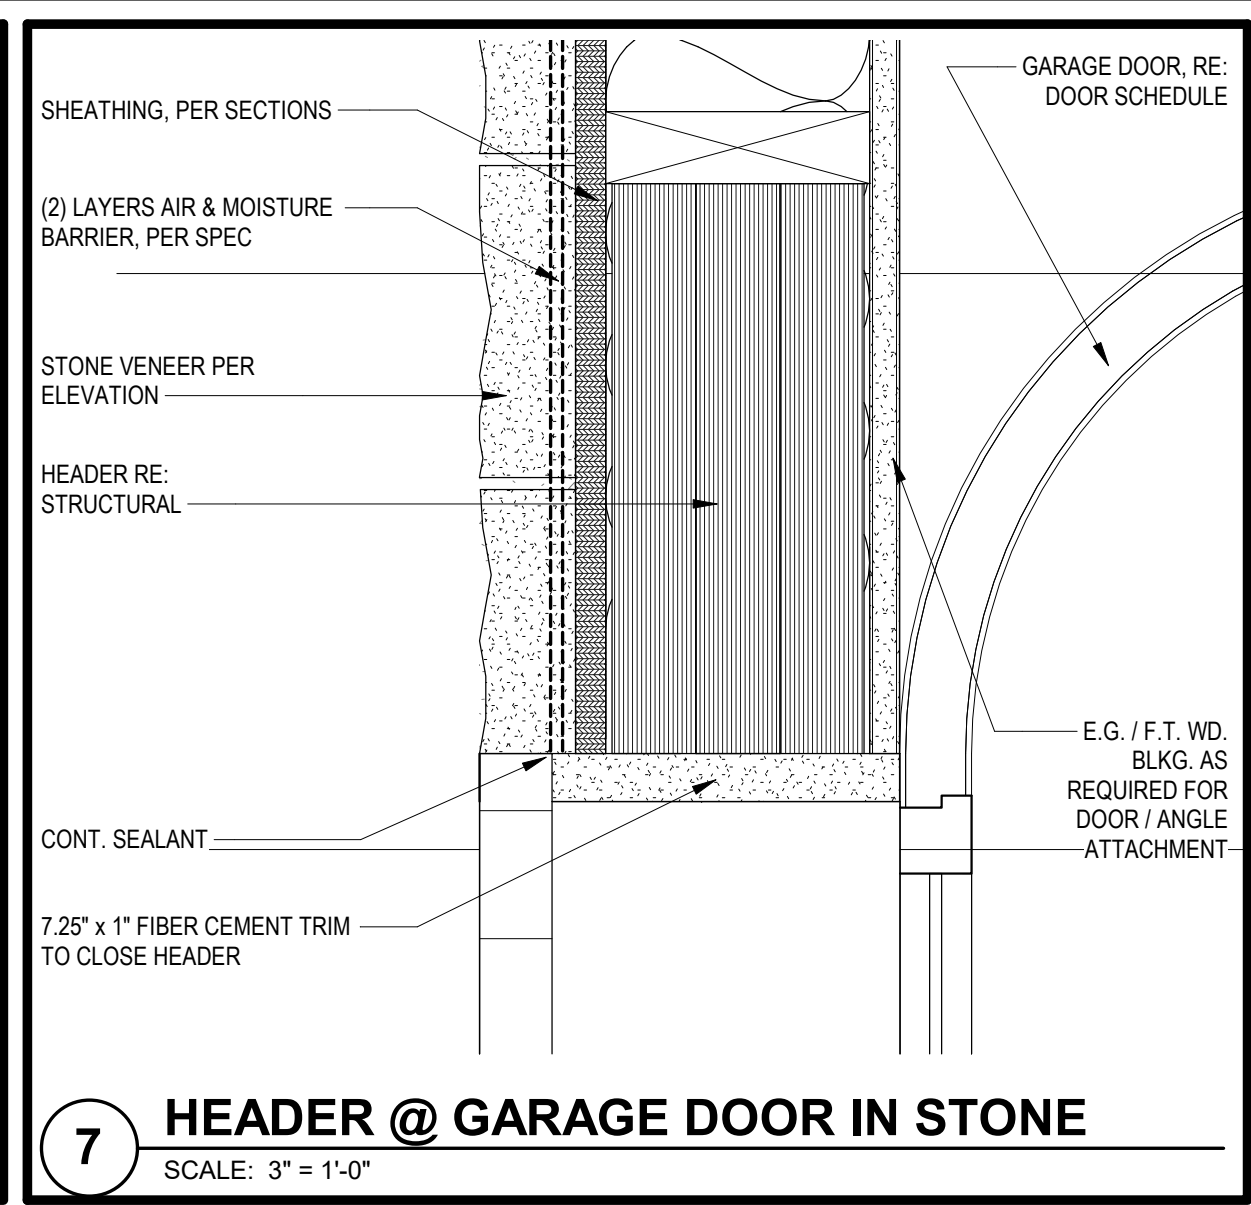 SHEATHING, PER SECTIONS
(2) LAYERS AIR & MOISTURE
BARRIER, PER SPEC
STONE VENEER PER
ELEVATION
HEADER RE:
STRUCTURAL
CONT. SEALANT
7.25" x 1" FIBER CEMENT TRIM
TO CLOSE HEADER
GARAGE DOOR, RE:
DOOR SCHEDULE
E.G. / F.T. WD.
BLKG. AS
REQUIRED FOR
DOOR / ANGLE
ATTACHMENT
7
HEADER @ GARAGE DOOR IN STONE
SCALE: 3" = 1'-0"